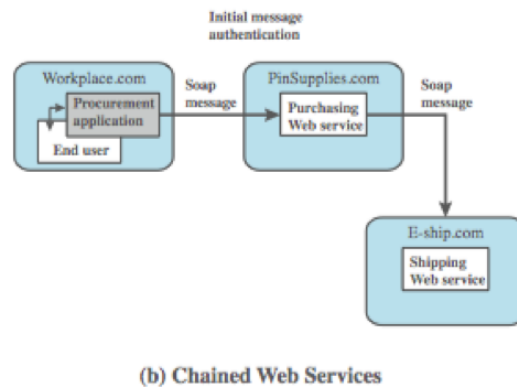 Initial message
authentication
Workplace.com
Procurement
application
End user
Soap
message
PinSupplies.com
Purchasing
Web service
Soap
message
E-ship.com
Shipping
Web service
(b) Chained Web Services